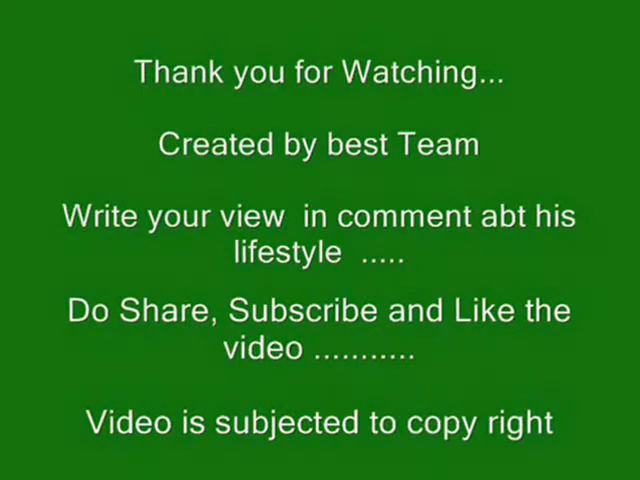 Thank you for Watching...
Created by best Team
Write your view  in comment abt his
lifestyle  .....
Do Share, Subscribe and Like the
video ...........
Video is subjected to copy right